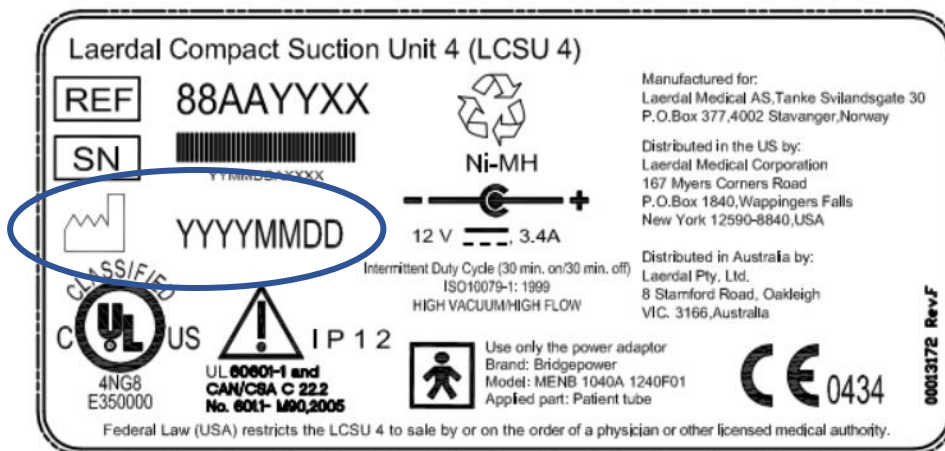 Laerdal Compact Suction Unit 4 (LCSU 4)
REF 88AAYYXX
SN
YYMMDDAXXXX
YYYYMMDD
CLASSIFIED
C UL US
4NG8
E350000
IP12
UL 60601-1 and
CAN/CSA C 22.2
No. 601.1- M90,2005
Ni-MH
- +
12 V 3.4A
Intermittent Duty Cycle (30 min. on/30 min. off)
ISO10079-1: 1999
HIGH VACUUM/HIGH FLOW
Use only the power adaptor
Brand: Bridgepower
Model: MENB 1040A 1240F01
Applied part: Patient tube
Manufactured for:
Laerdal Medical AS,Tanke Svilandsgate 30
P.O.Box 377,4002 Stavanger,Norway
Distributed in the US by:
Laerdal Medical Corporation
167 Myers Corners Road
P.O.Box 1840,Wappingers Falls
New York 12590-8840,USA
Distributed in Australia by:
Laerdal Pty. Ltd.
8 Stamford Road, Oakleigh
VIC. 3166,Australia
CE 0434
00013172 Rev.F
Federal Law (USA) restricts the LCSU 4 to sale by or on the order of a physician or other licensed medical authority.